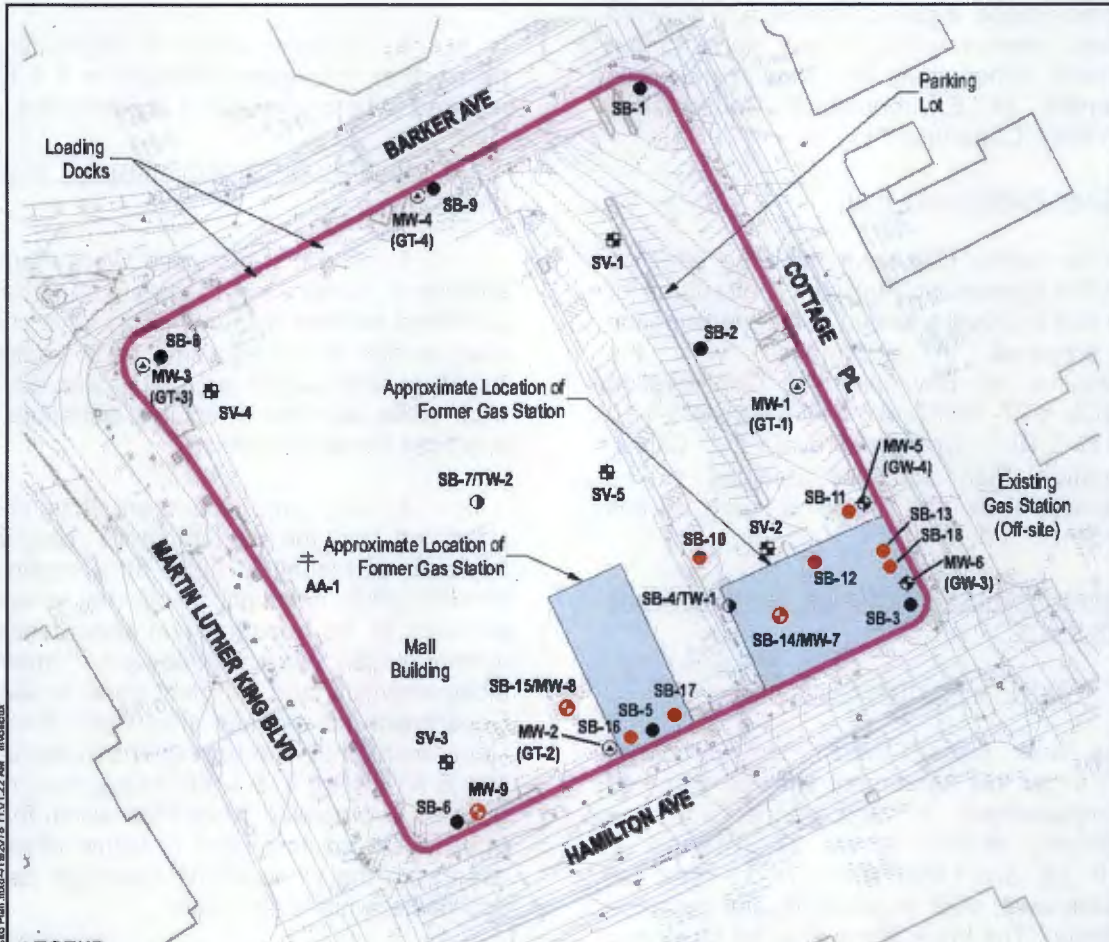 Parking
Lot
SB-1
BARKER AVE
Loading
Docks
SB-9
MW-4
(GT-4)
SV-1
COTTAGE PL
SB-2
SB-8
MW-3
(GT-3)
SV-4
Approximate Location of
Former Gas Station
MW-1
(GT-1)
MW-5
(GW-4)
SB-7/TW-2
SV-5
SB-11
Existing
Gas Station
(Off-site)
SB-13
SB-18
SB-10
SV-2
Approximate Location of
Former Gas Station
AA-1
SB-12
MW-6
(GW-3)
SB-4/TW-1
SB-3
SB-14/MW-7
MARTIN LUTHER KING BLVD
Mall
Building
SB-15/MW-8
SB-17
SB-5
SB-16
MW-2
(GT-2)
SV-3
MW-9
SB-6
HAMILTON AVE